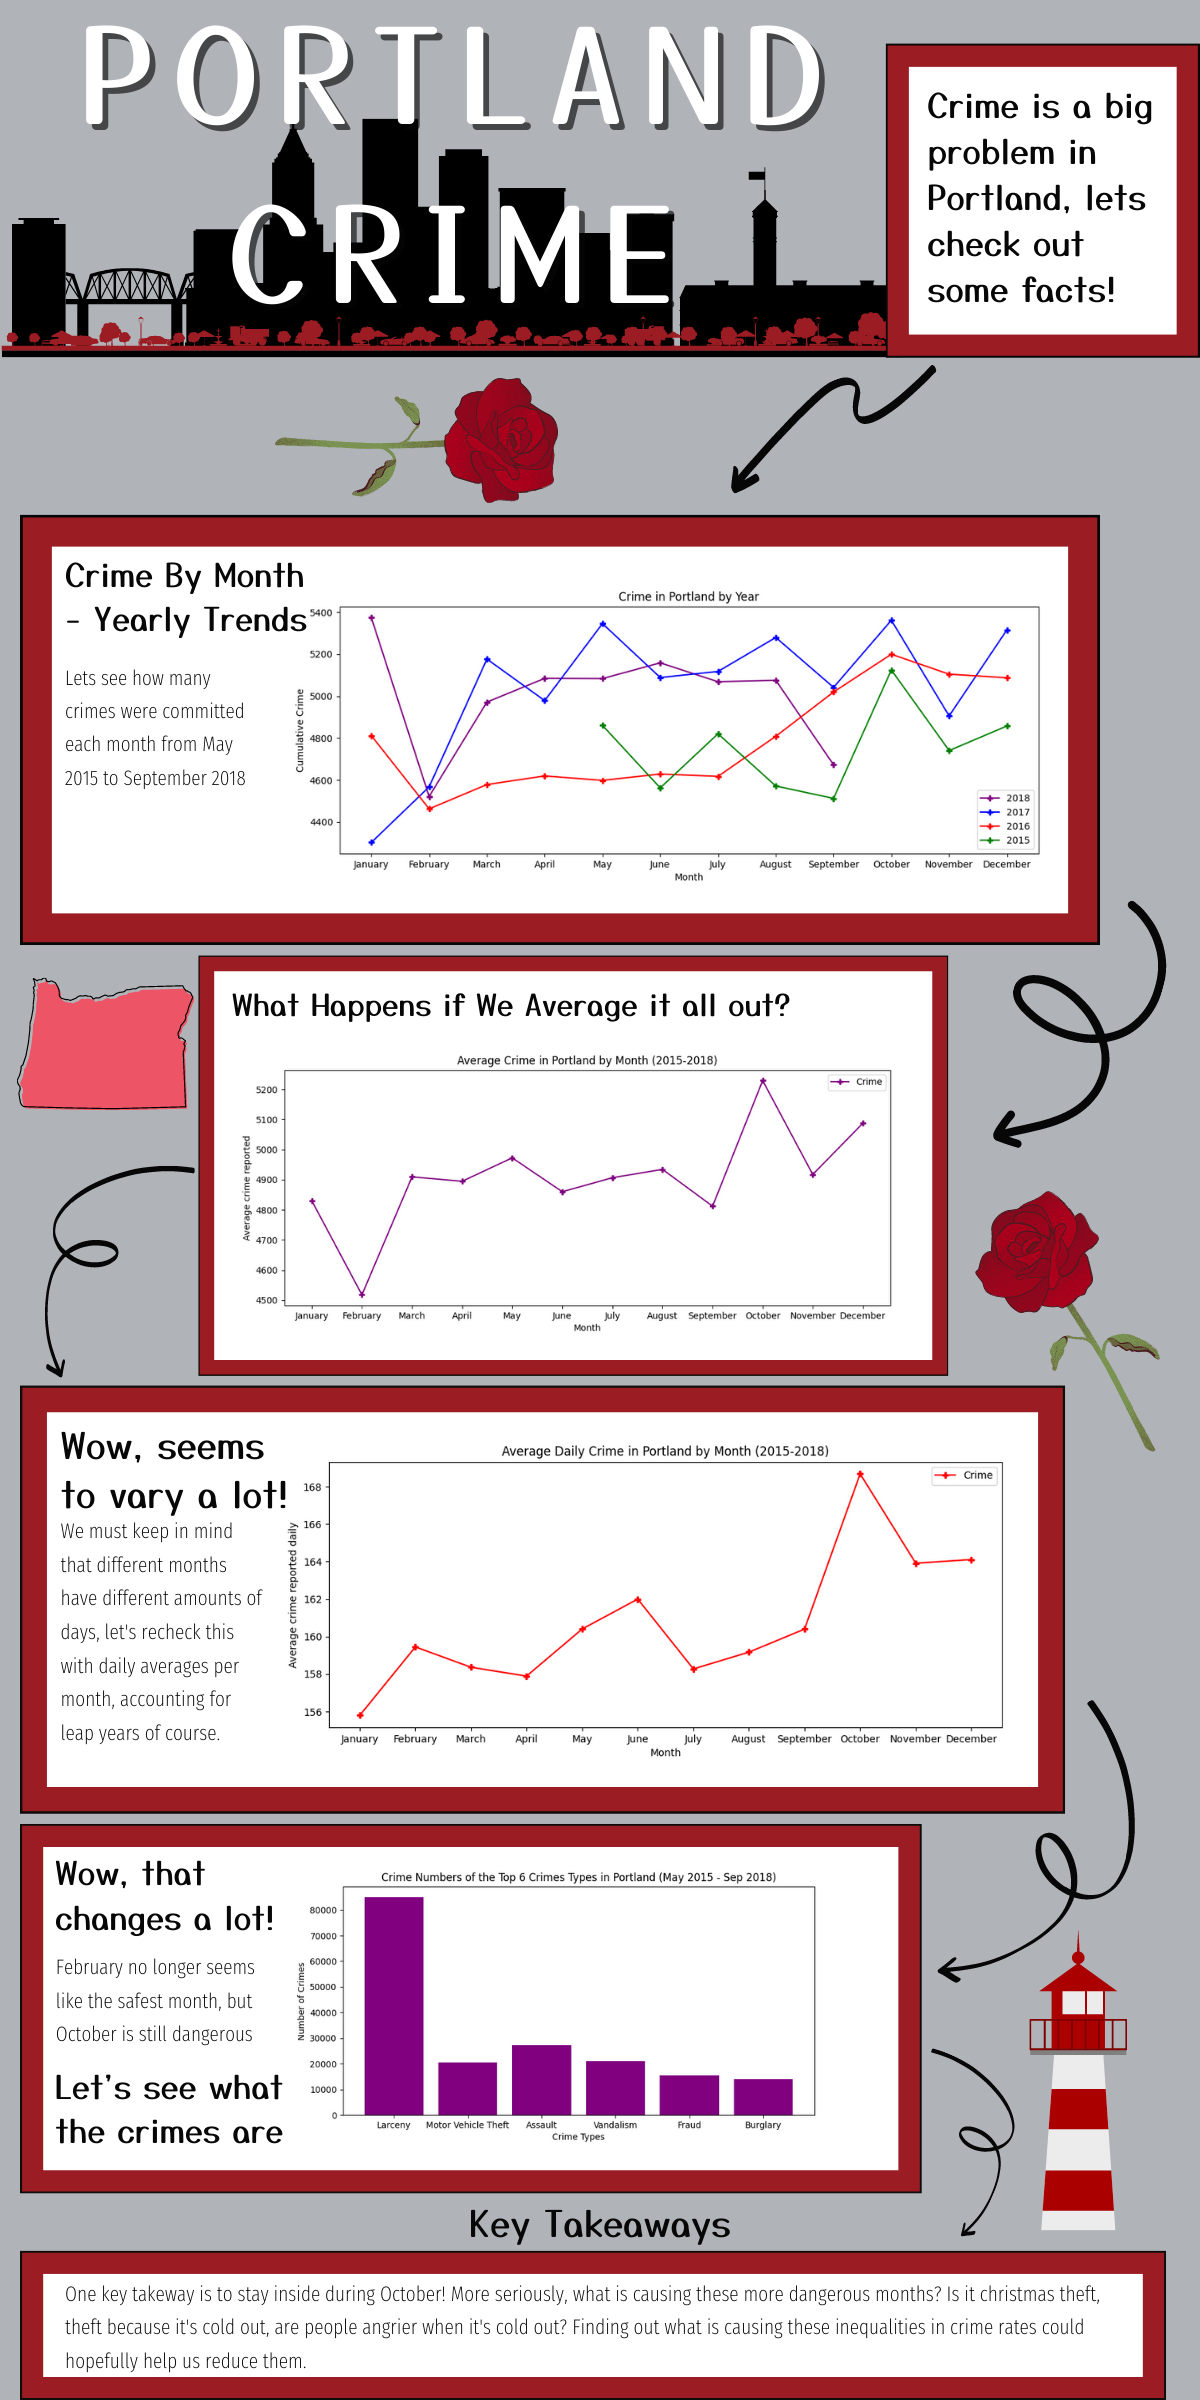 PORTLAND
CRIME
Crime is a big
problem in
Portland, lets
check out
some facts!
Crime By Month
- Yearly Trends
Lets see how many
crimes were committed
each month from May
2015 to September 2018
Crime in Portland by Year
Cumulative Crime
5400
5200
5000
4800
4600
4400
January February March April May June July August September October November December
Month
2018
2017
2016
2015
What Happens if We Average it all out?
Average Crime in Portland by Month (2015-2018)
Crime
Average crime reported
5200
5100
5000
4900
4800
4700
4600
4500
January February March April May June July August September October November December
Month
Wow, seems
to vary a lot!
We must keep in mind
that different months
have different amounts of
days, let's recheck this
with daily averages per
month, accounting for
leap years of course.
Average Daily Crime in Portland by Month (2015-2018)
Crime
Average crime reported daily
168
166
164
162
160
158
156
January February March April May June July August September October November December
Month
Wow, that
changes a lot!
February no longer seems
like the safest month, but
October is still dangerous
Let's see what
the crimes are
Crime Numbers of the Top 6 Crimes Types in Portland (May 2015 - Sep 2018)
Number of Crimes
80000
70000
60000
50000
40000
30000
20000
10000
0
Larceny Motor Vehicle Theft Assault Vandalism Fraud Burglary
Crime Types
Key Takeaways
One key takeway is to stay inside during October! More seriously, what is causing these more dangerous months? Is it christmas theft,
theft because it's cold out, are people angrier when it's cold out? Finding out what is causing these inequalities in crime rates could
hopefully help us reduce them.